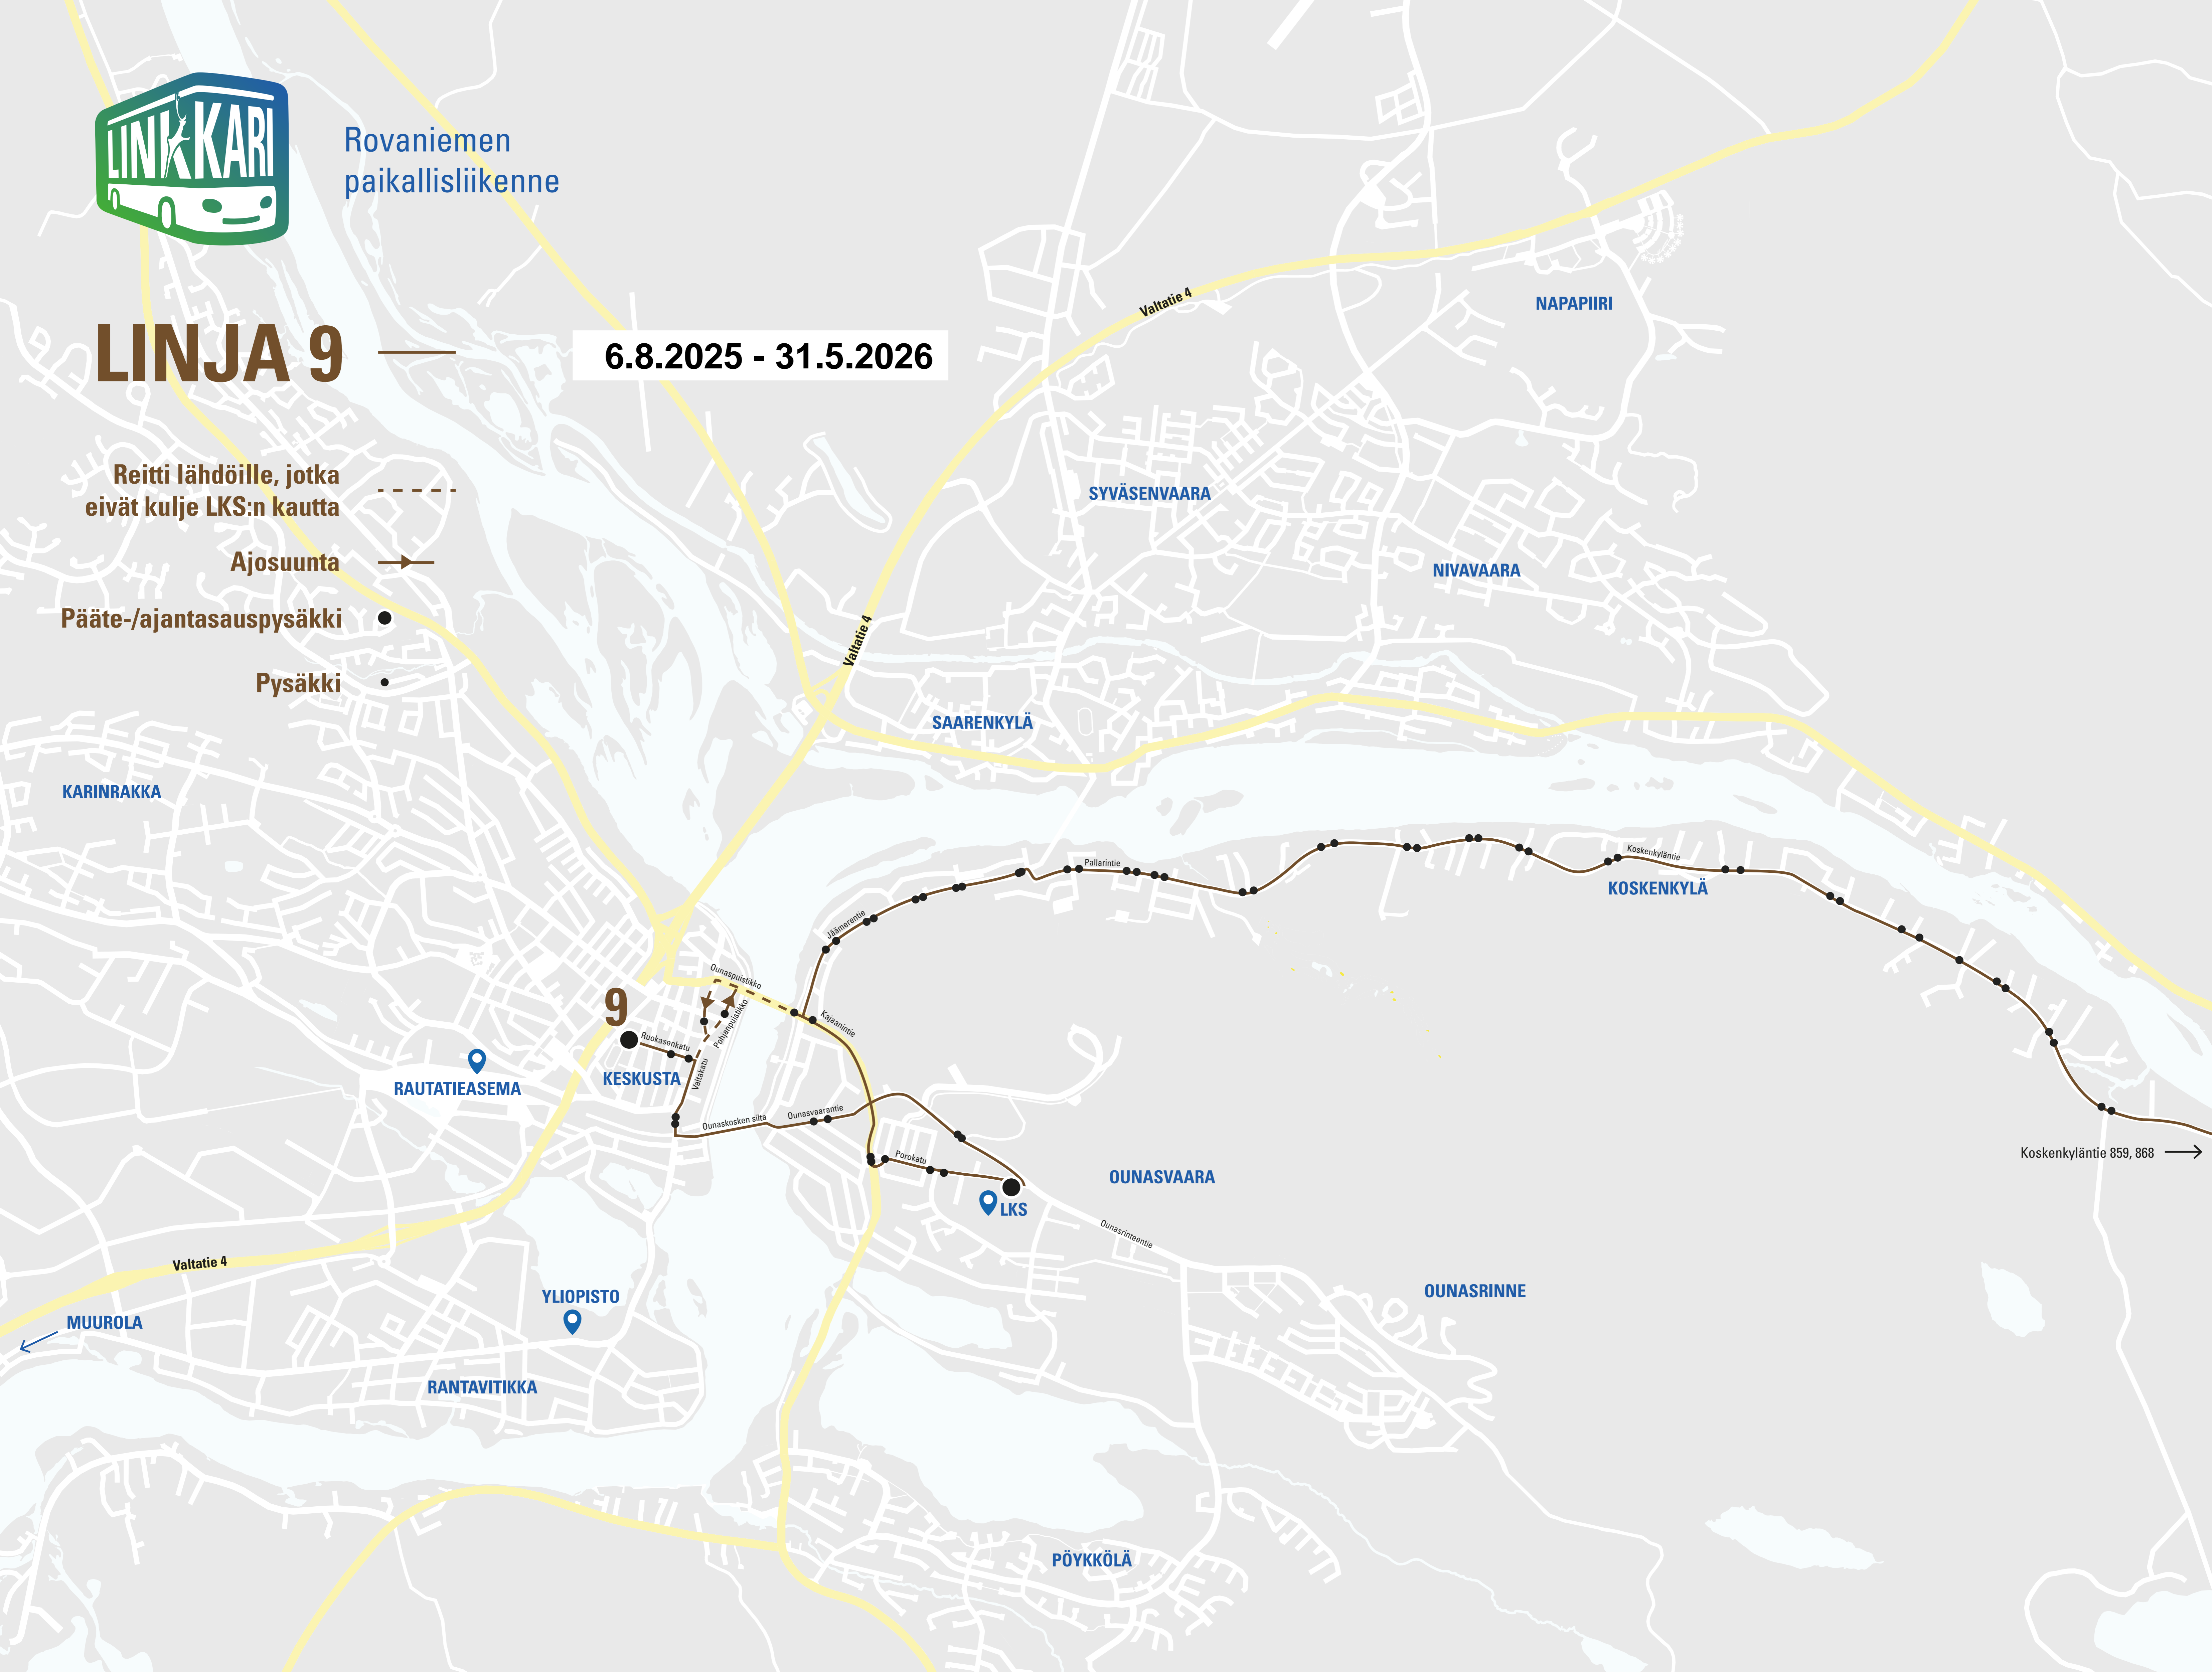 LINKKARI
Rovaniemen
paikallisliikenne
LINJA 9
6.8.2025 - 31.5.2026
Reitti lähdöille, jotka
eivät kulje LKS:n kautta
Ajosuunta
Pääte-/ajantasauspysäkki
Pysäkki
Valtatie 4
NAPAPIIRI
SYVÄSENVAARA
NIVAVAARA
Valtatie 4
SAARENKYLÄ
KARINRAKKA
Pallarintie
Koskenkyläntie
KOSKENKYLÄ
Jäämerentie
Ounaspuistikko
9
Pohjanpuistikko
Kajaanintie
Ruokasenkatu
KESKUSTA
Valtakatu
RAUTATIEASEMA
Ounaskosken silta
Ounasvaarantie
Porokatu
Koskenkyläntie 859, 868
OUNASVAARA
LKS
Ounasrinteentie
Valtatie 4
OUNASRINNE
YLIOPISTO
MUUROLA
RANTAVITIKKA
PÖYKKÖLÄ